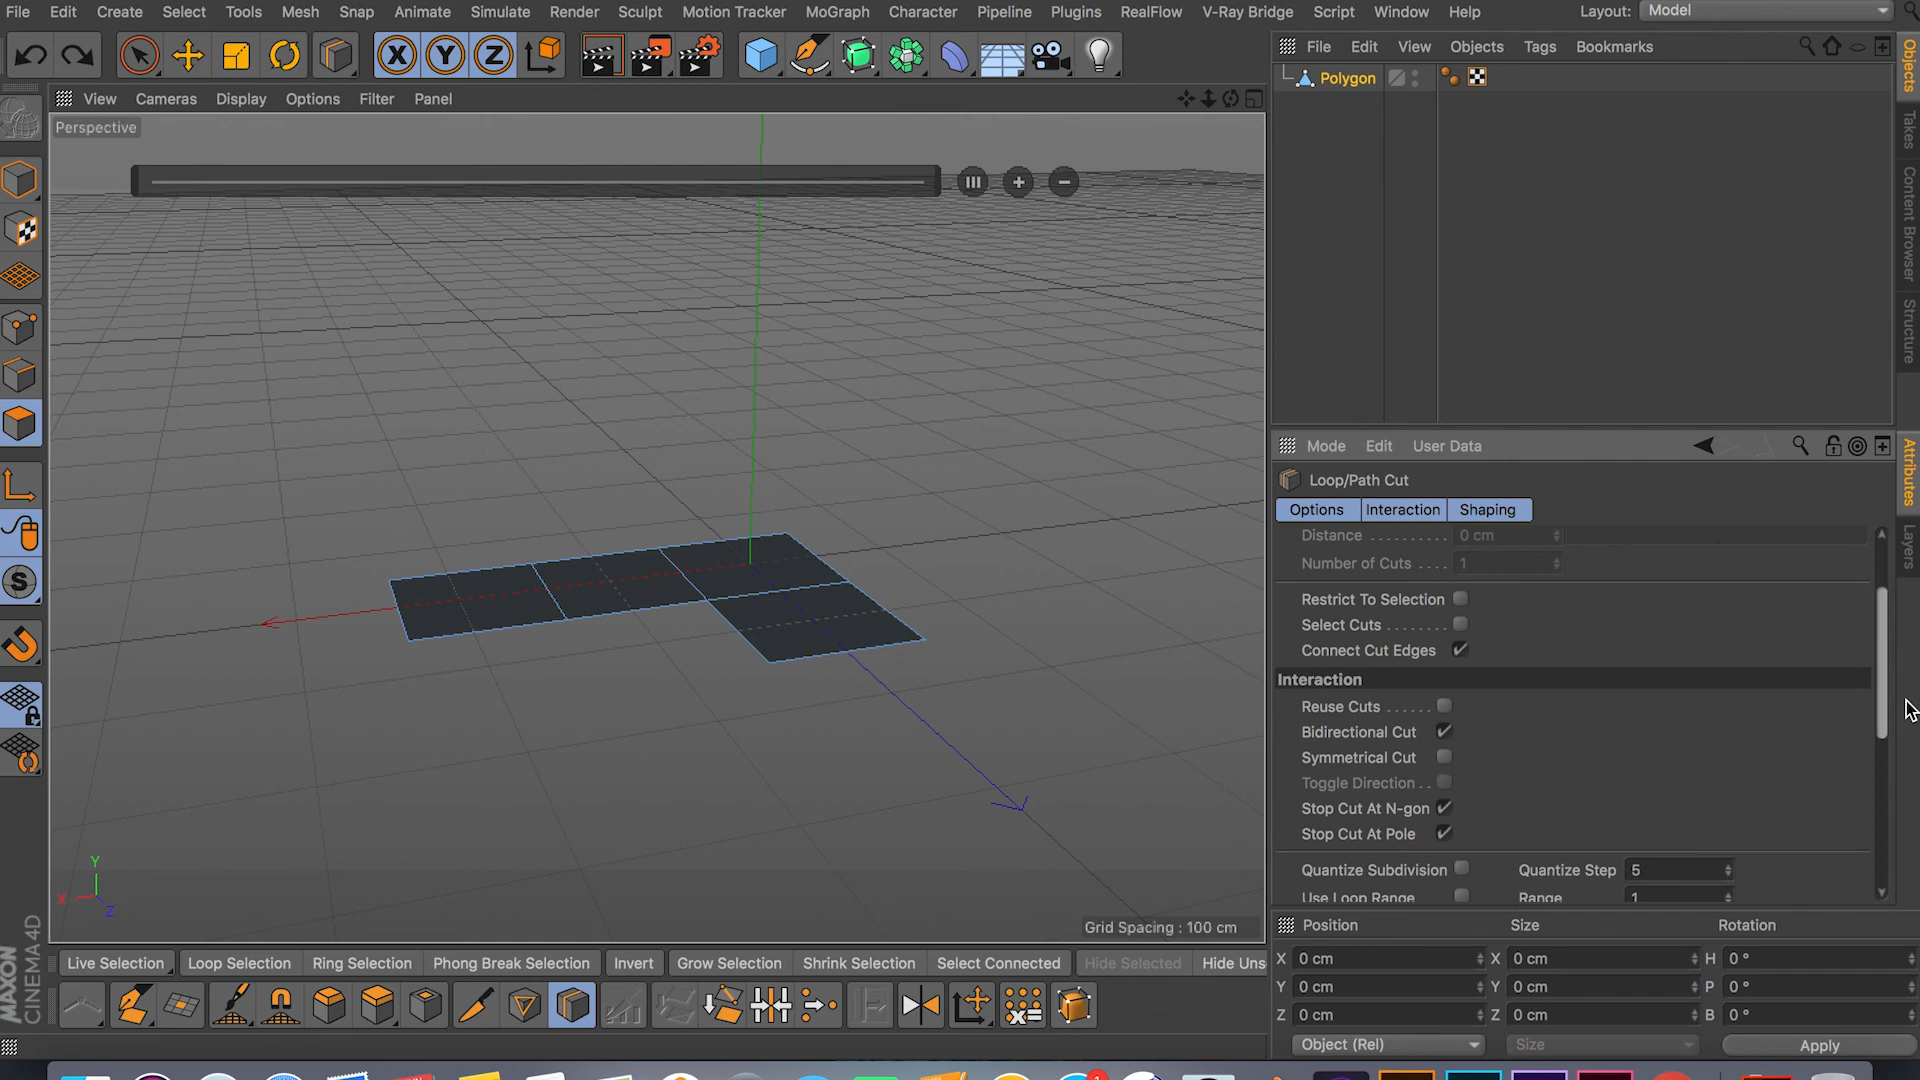 File Edit Create Select Tools Mesh Snap Animate Simulate Render Sculpt Motion Tracker MoGraph Character Pipeline Plugins RealFlow V-Ray Bridge Script Window Help Layout: Model
File Edit View Objects Tags Bookmarks
Polygon
View Cameras Display Options Filter Panel
Perspective
Objects
Takes
Content Browser
Structure
Mode Edit User Data
Loop/Path Cut
Options Interaction Shaping
Distance 0 cm
Number of Cuts 1
Restrict To Selection
Select Cuts
Connect Cut Edges
Interaction
Reuse Cuts
Bidirectional Cut
Symmetrical Cut
Toggle Direction
Stop Cut At N-gon
Stop Cut At Pole
Quantize Subdivision Quantize Step 5
Use Loop Range Range 1
Attributes
Layers
X Y Z
Y
X
Z
S
Grid Spacing : 100 cm
Position Size Rotation
X 0 cm X 0 cm H 0 °
Y 0 cm Y 0 cm P 0 °
Z 0 cm Z 0 cm B 0 °
Object (Rel) Size Apply
Live Selection Loop Selection Ring Selection Phong Break Selection Invert Grow Selection Shrink Selection Select Connected Hide Selected Hide Uns
MAXON
CINEMA 4D
1